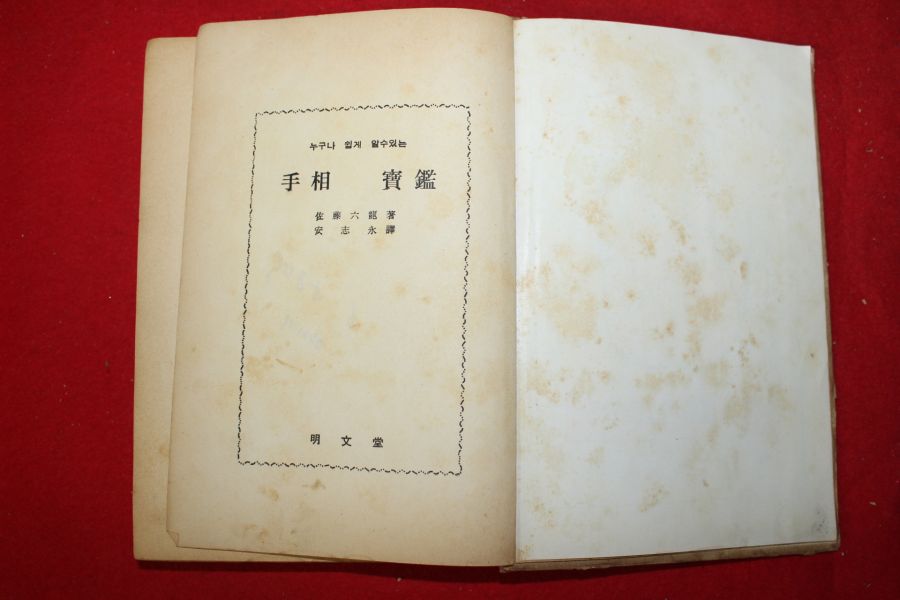 누구나 쉽게 알수있는
手相 寶鑑
佐藤六龍著
安志永譯
明文堂